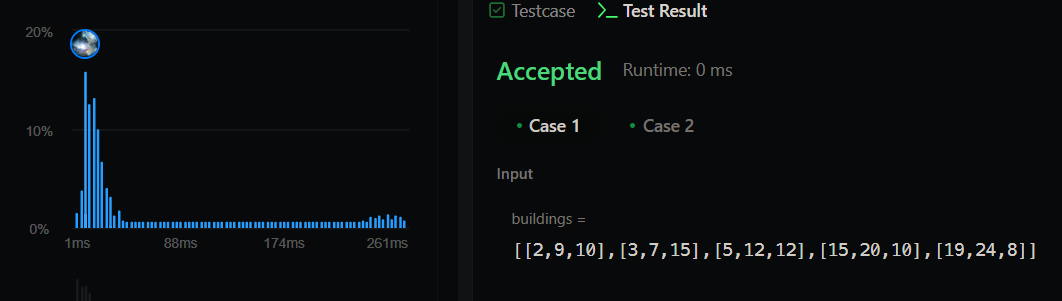 20%
10%
0%
1ms 88ms 174ms 261ms
Testcase Test Result
Accepted Runtime: 0 ms
Case 1 Case 2
Input
buildings =
[[2,9,10],[3,7,15],[5,12,12],[15,20,10],[19,24,8]]